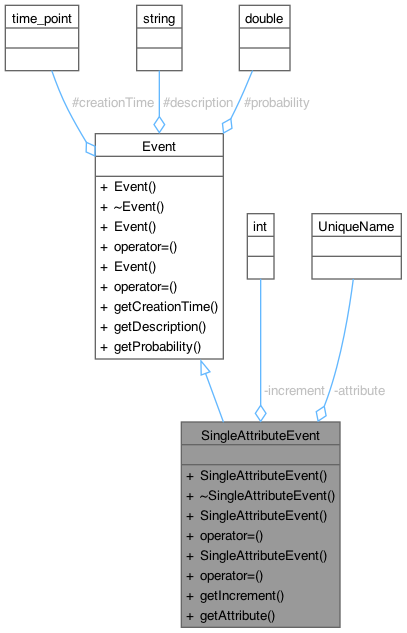 time_point
string
double
#creationTime
#description
#probability
Event
+ Event()
+ ~Event()
+ Event()
+ operator=()
+ Event()
+ operator=()
+ getCreationTime()
+ getDescription()
+ getProbability()
int
UniqueName
-increment
-attribute
SingleAttributeEvent
+ SingleAttributeEvent()
+ ~SingleAttributeEvent()
+ SingleAttributeEvent()
+ operator=()
+ SingleAttributeEvent()
+ operator=()
+ getIncrement()
+ getAttribute()